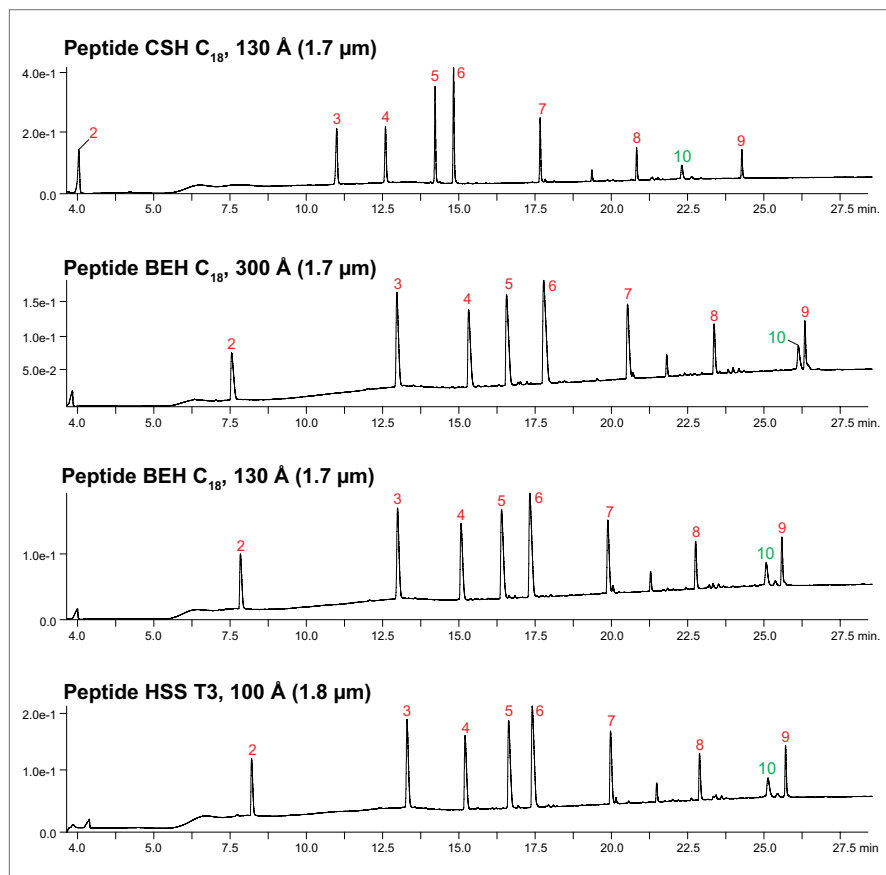 Peptide CSH C18, 130 Å (1.7 µm)
4.0e-1
2.0e-1
0.0
2 3 4 5 6 7 8 10 9
4.0 5.0 7.5 10.0 12.5 15.0 17.5 20.0 22.5 25.0 27.5 min.
Peptide BEH C18, 300 Å (1.7 µm)
1.5e-1
1.0e-1
5.0e-2
2 3 4 5 6 7 8 10 9
4.0 5.0 7.5 10.0 12.5 15.0 17.5 20.0 22.5 25.0 27.5 min.
Peptide BEH C18, 130 Å (1.7 µm)
1.0e-1
0.0
2 3 4 5 6 7 8 10 9
4.0 5.0 7.5 10.0 12.5 15.0 17.5 20.0 22.5 25.0 27.5 min.
Peptide HSS T3, 100 Å (1.8 µm)
2.0e-1
1.0e-1
0.0
2 3 4 5 6 7 8 10 9
4.0 5.0 7.5 10.0 12.5 15.0 17.5 20.0 22.5 25.0 27.5 min.